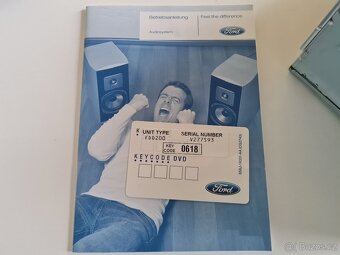 Betriebsanleitung
Feel the difference
Audiosystem
Ford
K
UNIT TYPE
SERIAL NUMBER
V277593
KEY CODE
0618
KEYCODE DVD
Ford